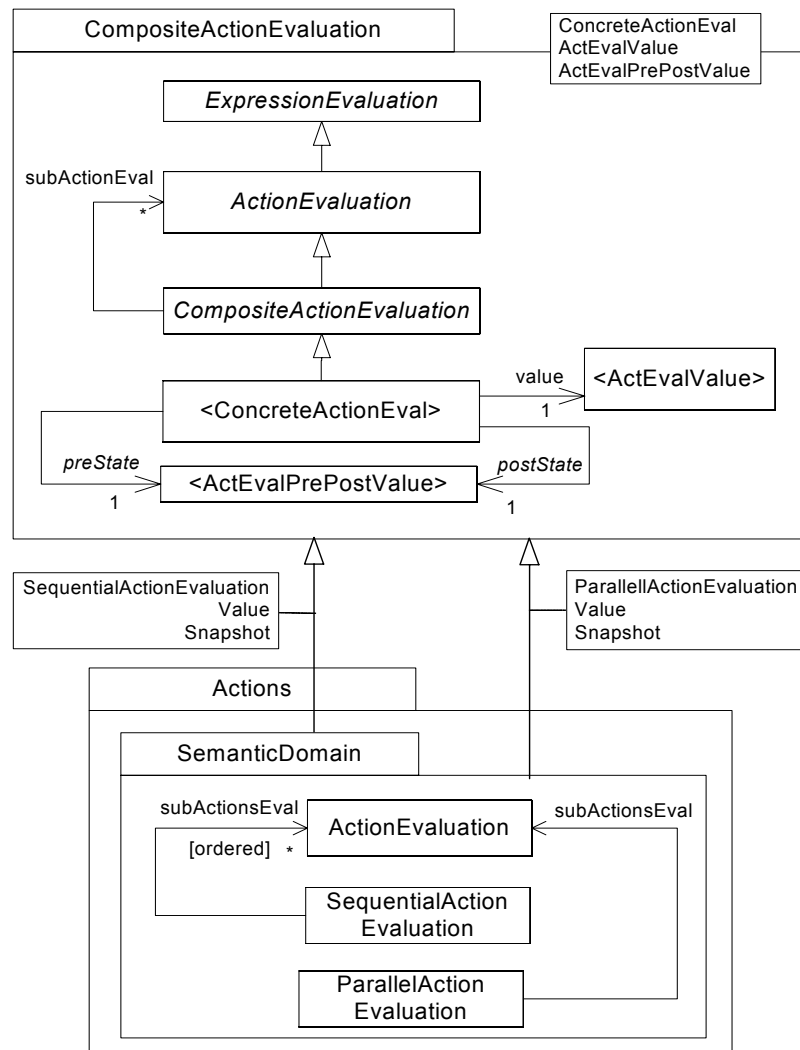 CompositeActionEvaluation
ConcreteActionEval
ActEvalValue
ActEvalPrePostValue
ExpressionEvaluation
subActionEval
*
ActionEvaluation
CompositeActionEvaluation
<ConcreteActionEval>
value
1
<ActEvalValue>
preState
1
<ActEvalPrePostValue>
postState
1
SequentialActionEvaluation
Value
Snapshot
ParallellActionEvaluation
Value
Snapshot
Actions
SemanticDomain
subActionsEval
[ordered] *
ActionEvaluation
subActionsEval
SequentialAction
Evaluation
ParallelAction
Evaluation